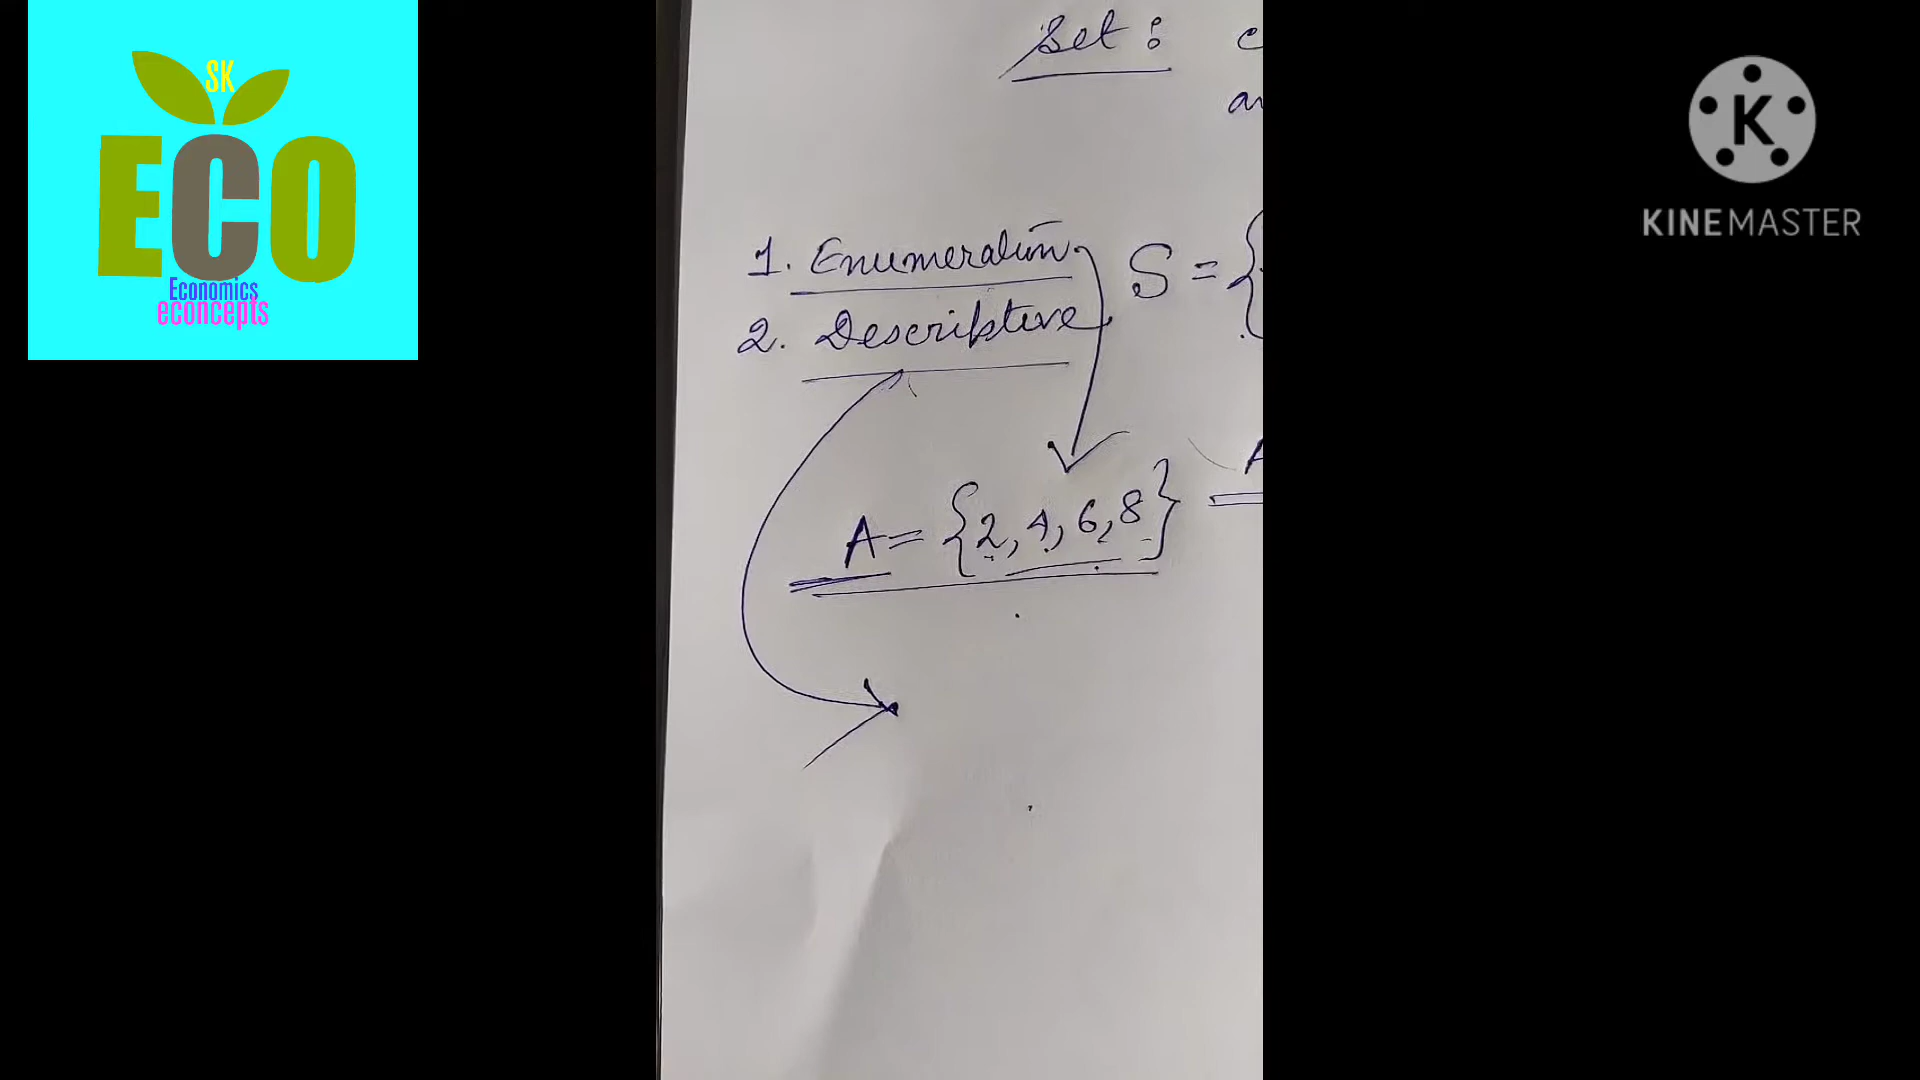 SK
ECO
Economics
econcepts
Set :
1. Enumeration
2. Descriptive
S = {
A = {2, 4, 6, 8}
K
KINEMASTER